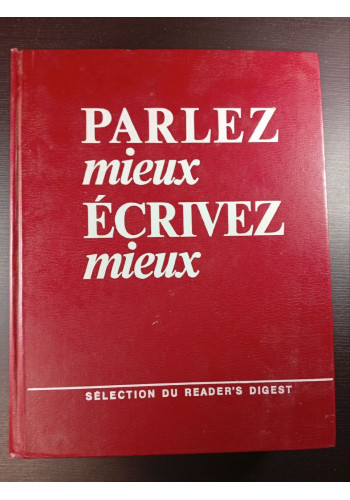 PARLEZ
mieux
ÉCRIVEZ
mieux
SÉLECTION DU READER'S DIGEST